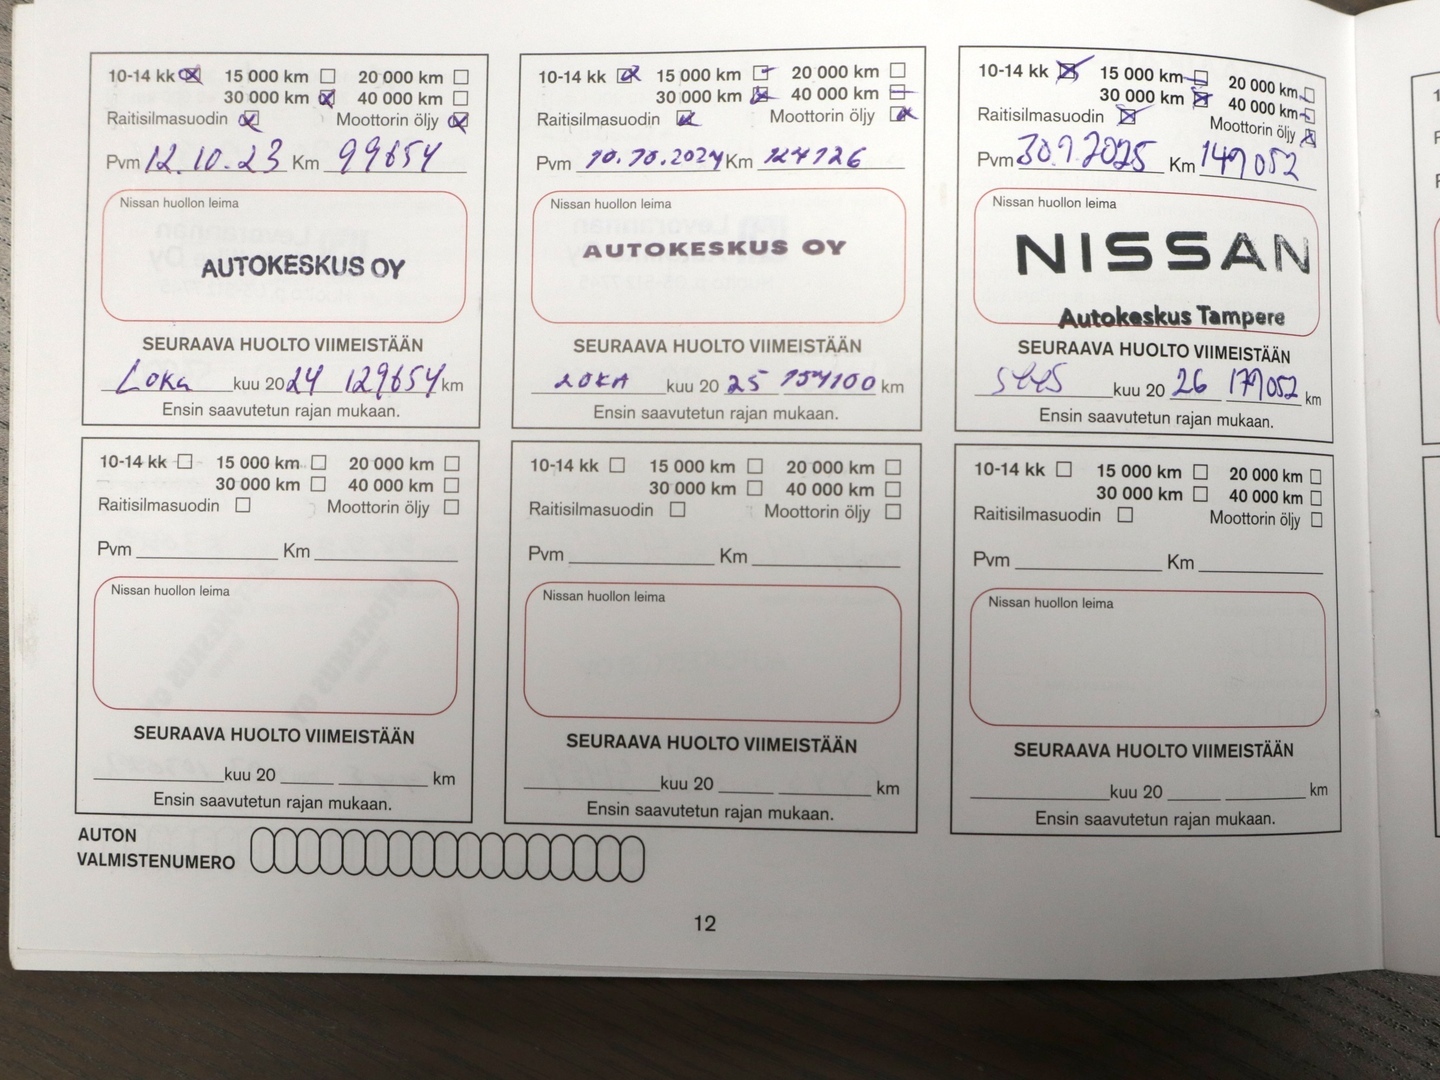 10-14 kk 15 000 km 20 000 km
30 000 km 40 000 km
Raitisilmasuodin Moottorin öljy
Pvm 12.10.23 Km 99654
Nissan huollon leima
AUTOKESKUS OY
SEURAAVA HUOLTO VIIMEISTÄÄN
Loka kuu 2024 129654 km
Ensin saavutetun rajan mukaan.
10-14 kk 15 000 km 20 000 km
30 000 km 40 000 km
Raitisilmasuodin Moottorin öljy
Pvm 10.10.2024 Km 124126
Nissan huollon leima
AUTOKESKUS OY
SEURAAVA HUOLTO VIIMEISTÄÄN
LOKA kuu 20 25 154100 km
Ensin saavutetun rajan mukaan.
10-14 kk 15 000 km 20 000 km
30 000 km 40 000 km
Raitisilmasuodin Moottorin öljy
Pvm 30.9.2025 Km 149052
Nissan huollon leima
NISSAN
Autokeskus Tampere
SEURAAVA HUOLTO VIIMEISTÄÄN
syys kuu 20 26 179052 km
Ensin saavutetun rajan mukaan.
10-14 kk 15 000 km 20 000 km
30 000 km 40 000 km
Raitisilmasuodin Moottorin öljy
Pvm Km
Nissan huollon leima
SEURAAVA HUOLTO VIIMEISTÄÄN
kuu 20 km
Ensin saavutetun rajan mukaan.
10-14 kk 15 000 km 20 000 km
30 000 km 40 000 km
Raitisilmasuodin Moottorin öljy
Pvm Km
Nissan huollon leima
SEURAAVA HUOLTO VIIMEISTÄÄN
kuu 20 km
Ensin saavutetun rajan mukaan.
10-14 kk 15 000 km 20 000 km
30 000 km 40 000 km
Raitisilmasuodin Moottorin öljy
Pvm Km
Nissan huollon leima
SEURAAVA HUOLTO VIIMEISTÄÄN
kuu 20 km
Ensin saavutetun rajan mukaan.
AUTON
VALMISTENUMERO
12